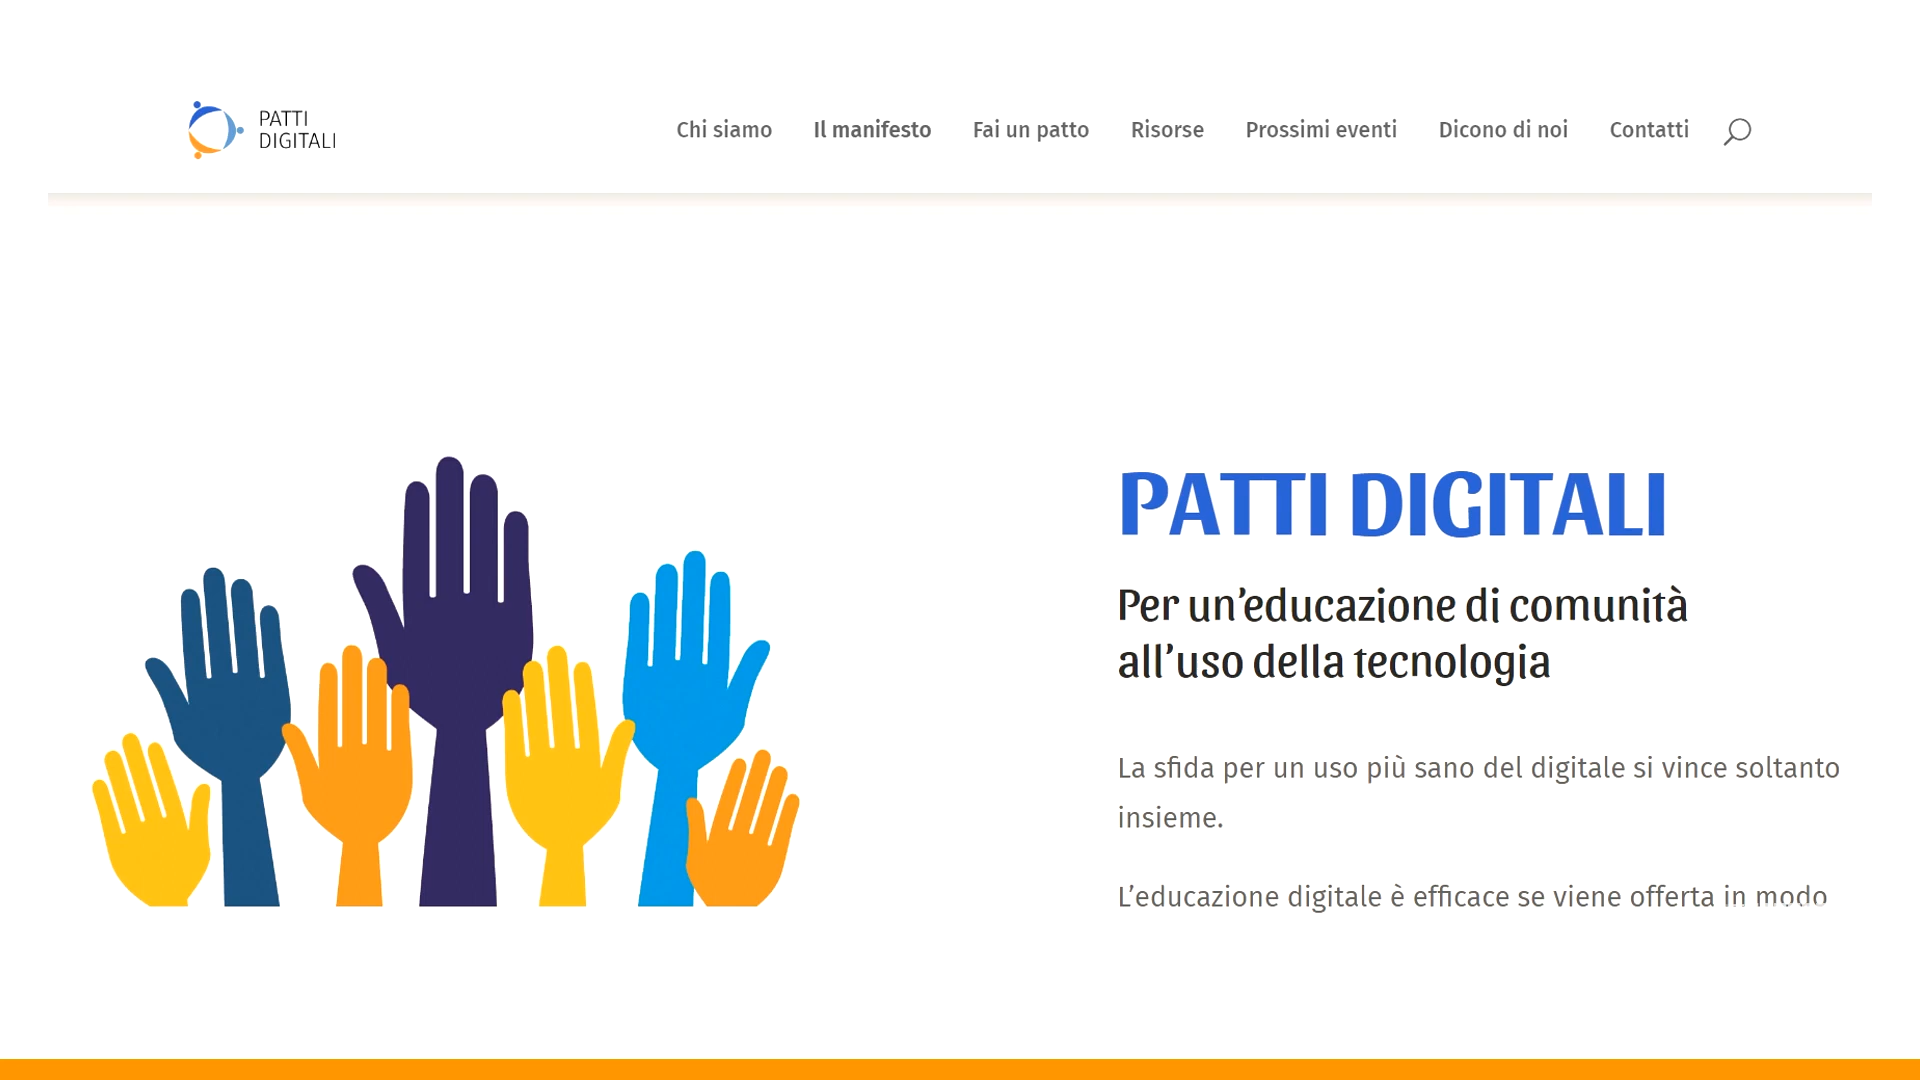 PATTI
DIGITALI
Chi siamo Il manifesto Fai un patto Risorse Prossimi eventi Dicono di noi Contatti
PATTI DIGITALI
Per un’educazione di comunità
all’uso della tecnologia
La sfida per un uso più sano del digitale si vince soltanto
insieme.
L’educazione digitale è efficace se viene offerta in modo